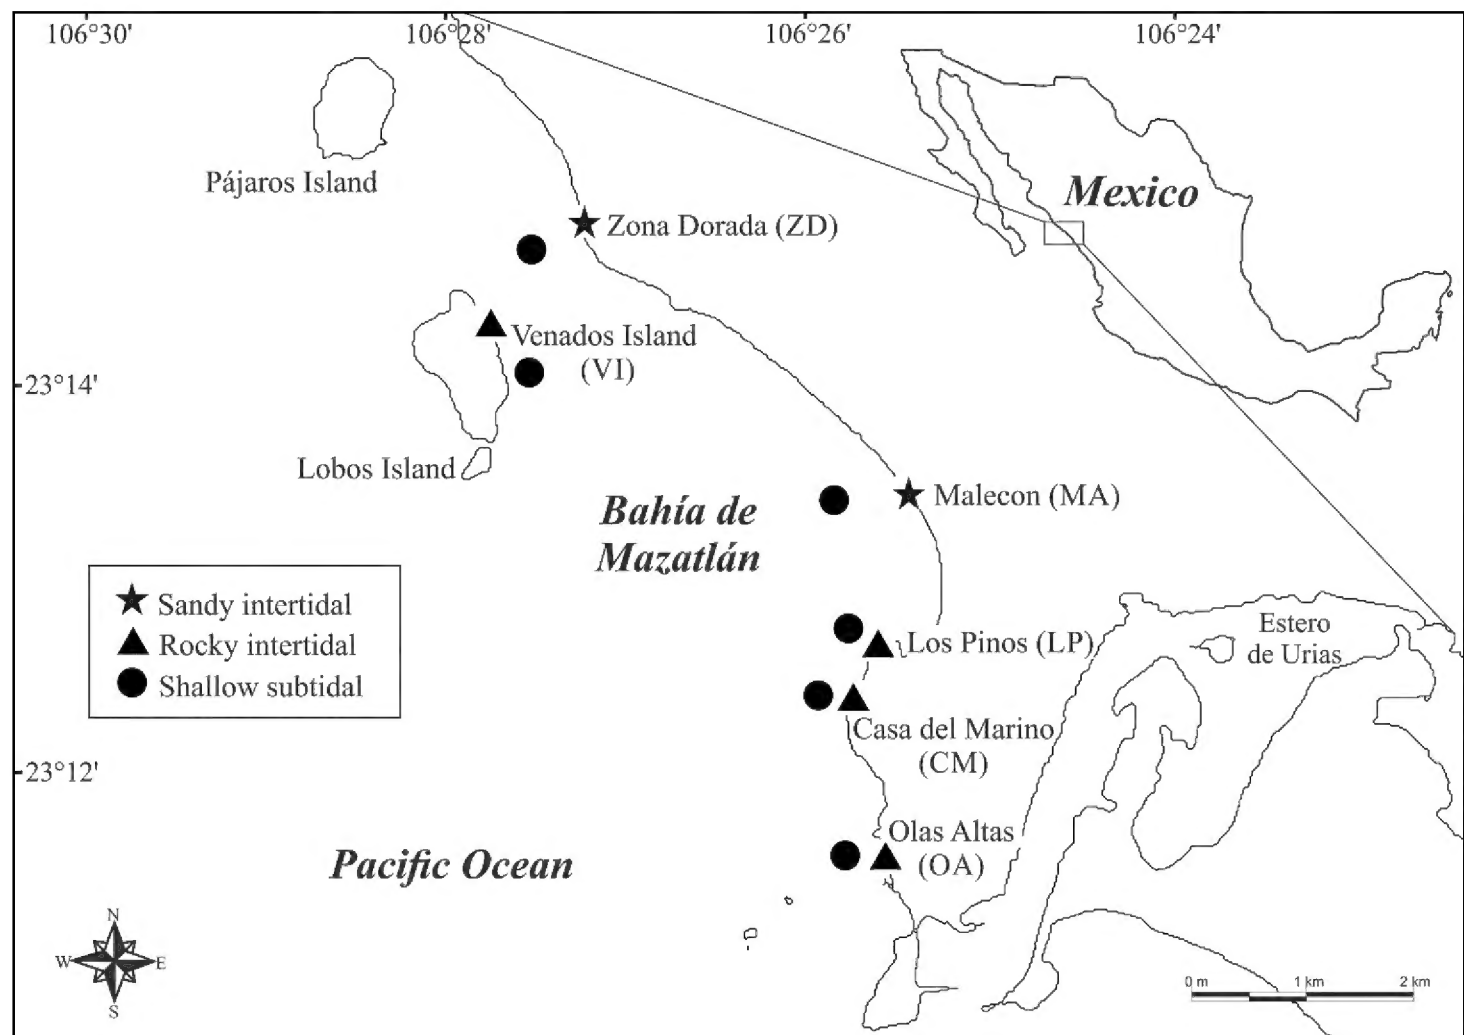 106°30'
106°28'
106°26'
106°24'
Pájaros Island
Mexico
Zona Dorada (ZD)
Venados Island
(VI)
23°14'
Lobos Island
Bahía de
Mazatlán
Malecon (MA)
Sandy intertidal
Rocky intertidal
Shallow subtidal
Los Pinos (LP)
Estero
de Urias
Casa del Marino
(CM)
23°12'
Olas Altas
(OA)
Pacific Ocean
N
W
E
S
0 m
1 km
2 km